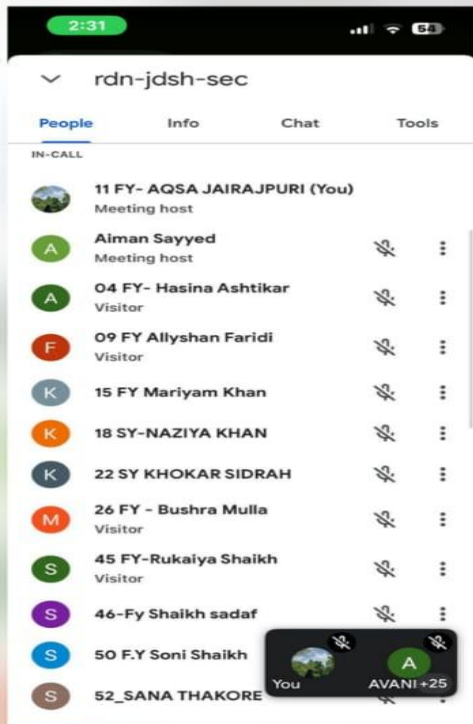 2:31
54
rdn-jdsh-sec
People Info Chat Tools
IN-CALL
11 FY- AQSA JAIRAJPURI (You)
Meeting host
A
Aiman Sayyed
Meeting host
A
04 FY- Hasina Ashtikar
Visitor
F
09 FY Allyshan Faridi
Visitor
K
15 FY Mariyam Khan
K
18 SY-NAZIYA KHAN
K
22 SY KHOKAR SIDRAH
M
26 FY - Bushra Mulla
Visitor
S
45 FY-Rukaiya Shaikh
Visitor
S
46-Fy Shaikh sadaf
S
50 F.Y Soni Shaikh
S
52_SANA THAKORE
A
You AVANI +25